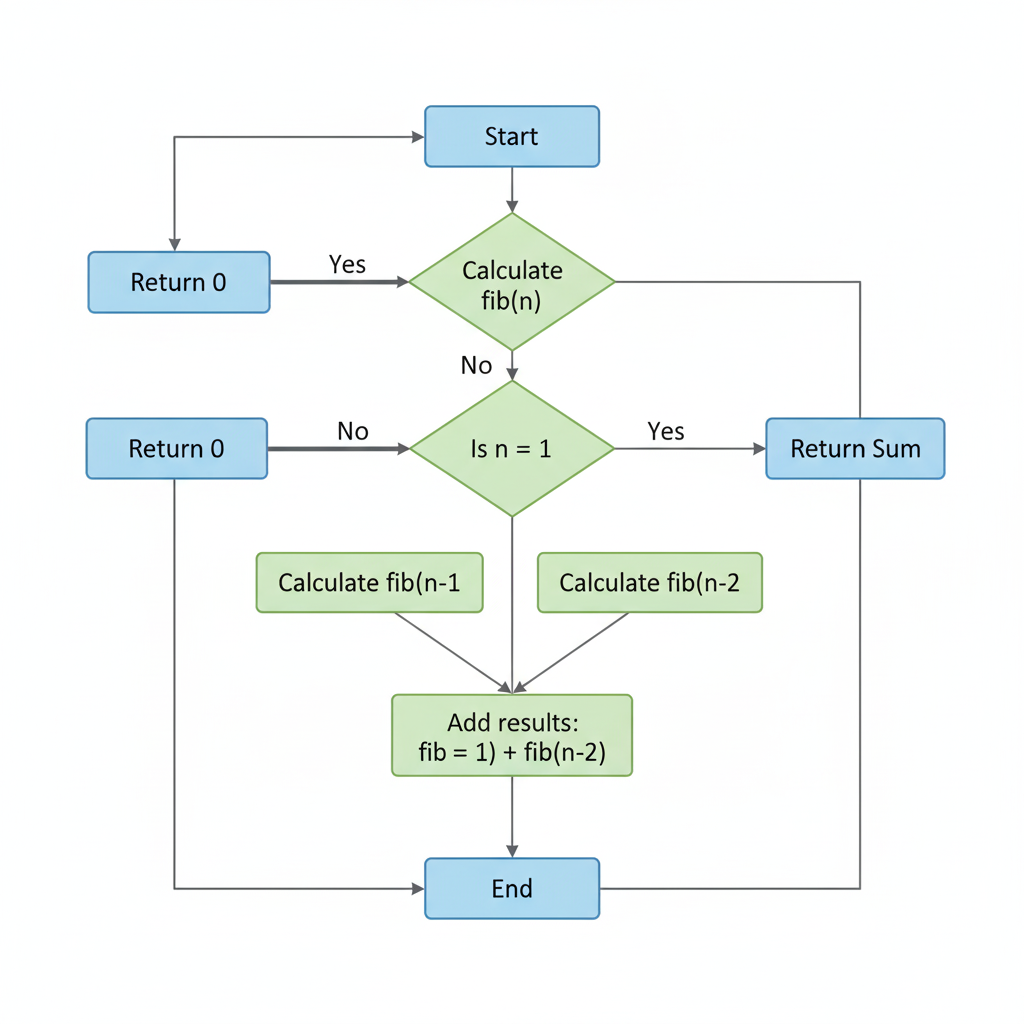 Start
Return 0
Yes
Calculate
fib(n)
No
Return 0
No
Is n = 1
Yes
Return Sum
Calculate fib(n-1
Calculate fib(n-2
Add results:
fib = 1) + fib(n-2)
End